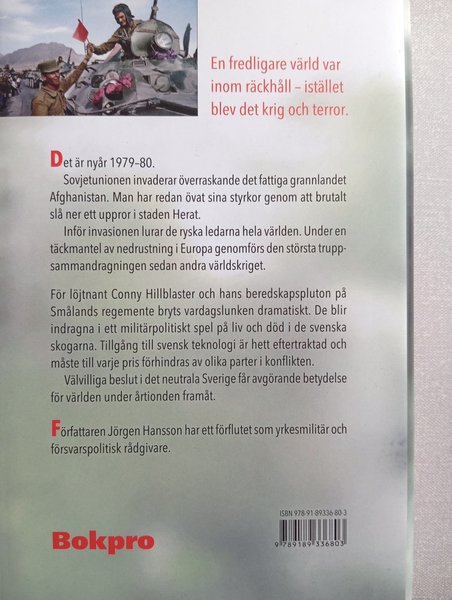 En fredligare värld var
inom räckhåll – istället
blev det krig och terror.
Det är nyår 1979–80.
Sovjetunionen invaderar överraskande det fattiga grannlandet
Afghanistan. Man har redan övat sina styrkor genom att brutalt
slå ner ett uppror i staden Herat.
Inför invasionen lurar de ryska ledarna hela världen. Under en
täckmantel av nedrustning i Europa genomförs den största trupp-
sammandragningen sedan andra världskriget.
För löjtnant Conny Hillblaster och hans beredskapspluton på
Smålands regemente bryts vardagslunken dramatiskt. De blir
indragna i ett militärpolitiskt spel på liv och död i de svenska
skogarna. Tillgång till svensk teknologi är hett eftertraktad och
måste till varje pris förhindras av olika parter i konflikten.
Välvilliga beslut i det neutrala Sverige får avgörande betydelse
för världen under årtionden framåt.
Författaren Jörgen Hansson har ett förflutet som yrkesmilitär och
försvarspolitisk rådgivare.
ISBN 978-91-89336-80-3
9 789189 336803
Bokpro